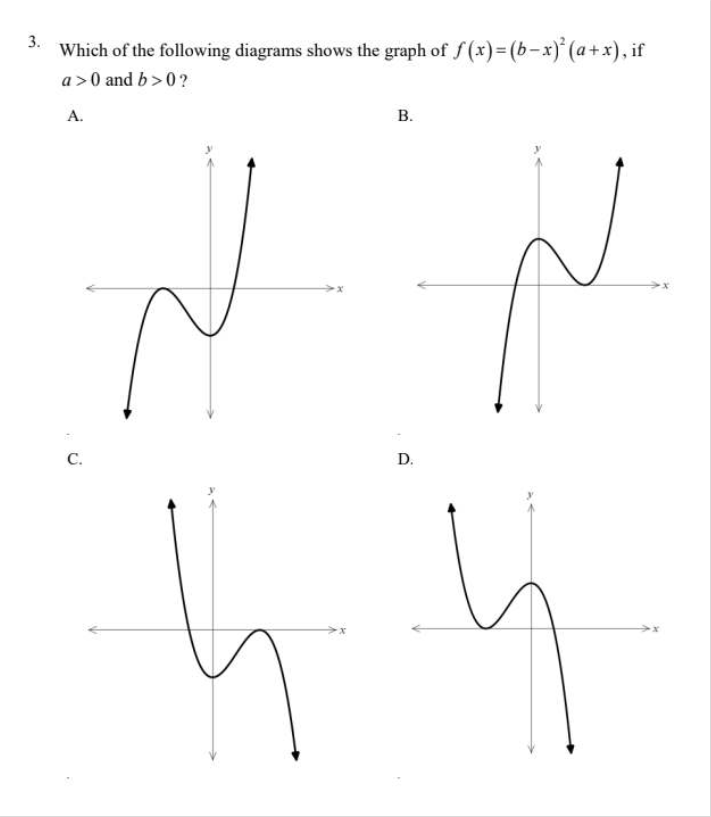 3. Which of the following diagrams shows the graph of f(x)=(b−x)²(a+x), if
a>0 and b>0?
A. B.
y y
x x
C. D.
y y
x x